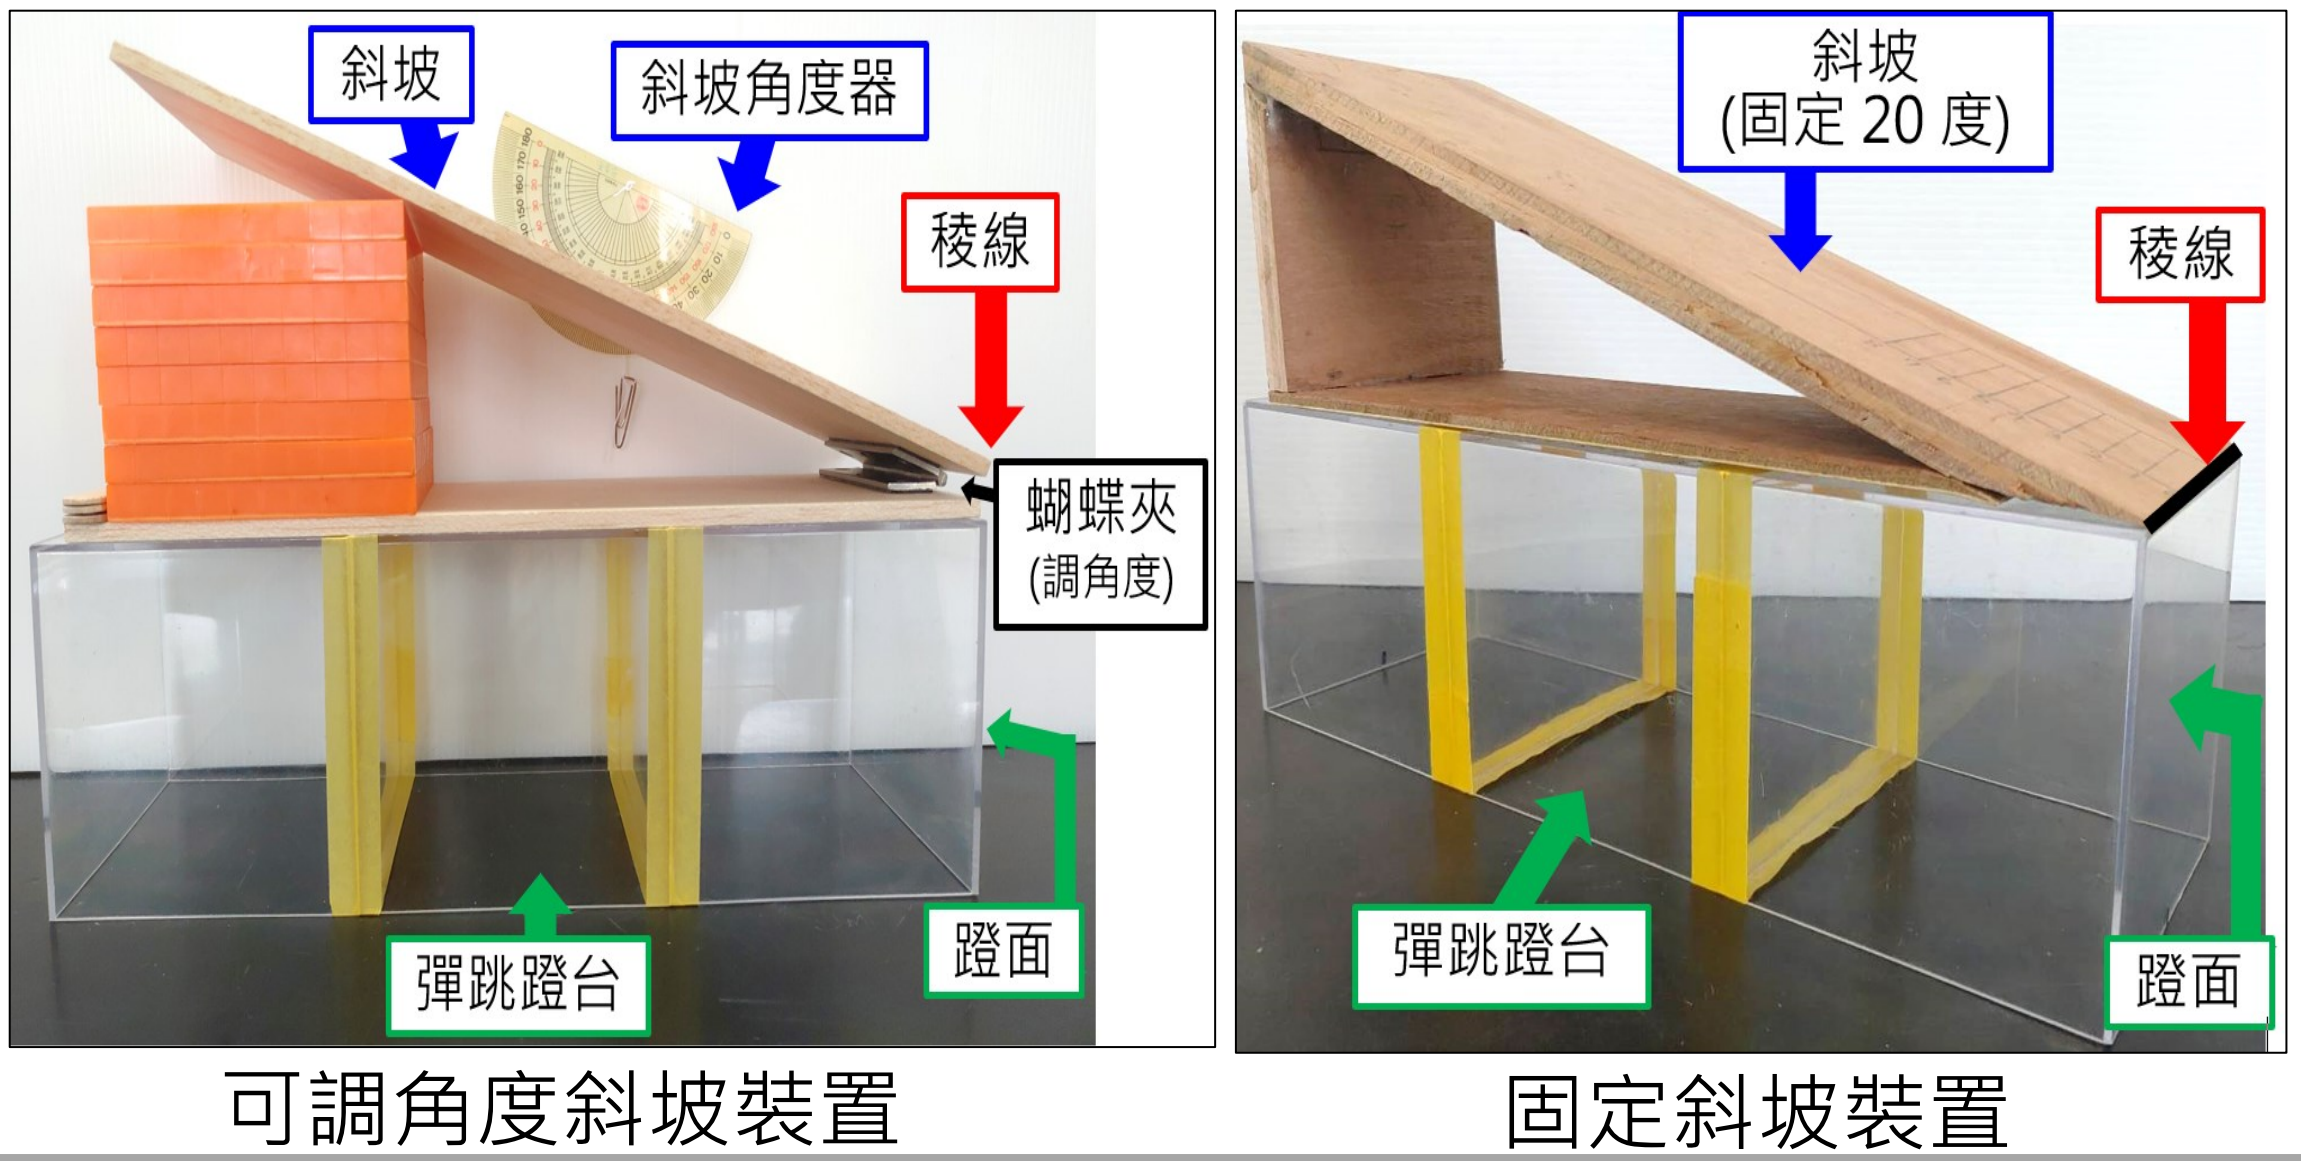 斜坡
斜坡角度器
稜線
蝴蝶夾
(調角度)
彈跳蹬台
蹬面
可調角度斜坡裝置
斜坡
(固定 20 度)
稜線
彈跳蹬台
蹬面
固定斜坡裝置